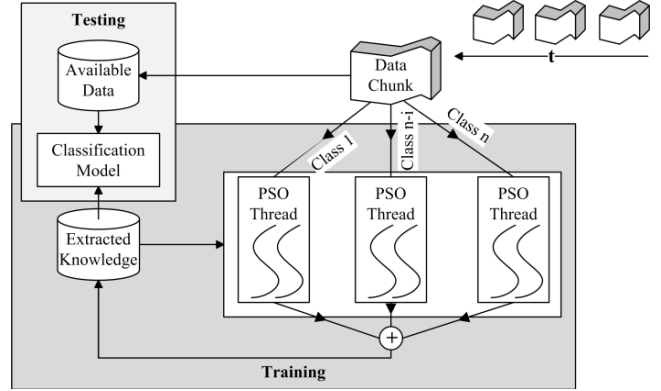 Testing
Available
Data
Classification
Model
Extracted
Knowledge
Data
Chunk
t
Class 1
Class n-i
Class n
PSO
Thread
PSO
Thread
PSO
Thread
+
Training